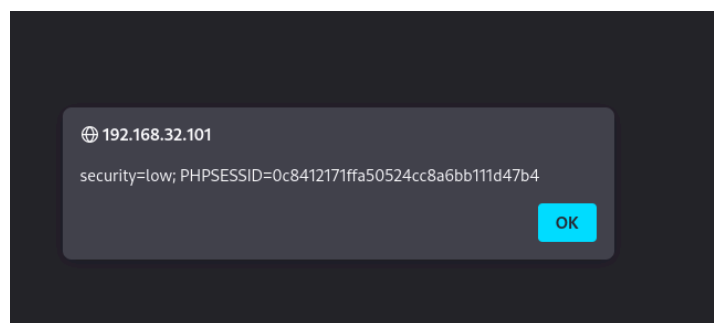 192.168.32.101
security=low; PHPSESSID=0c8412171ffa50524cc8a6bb111d47b4
OK